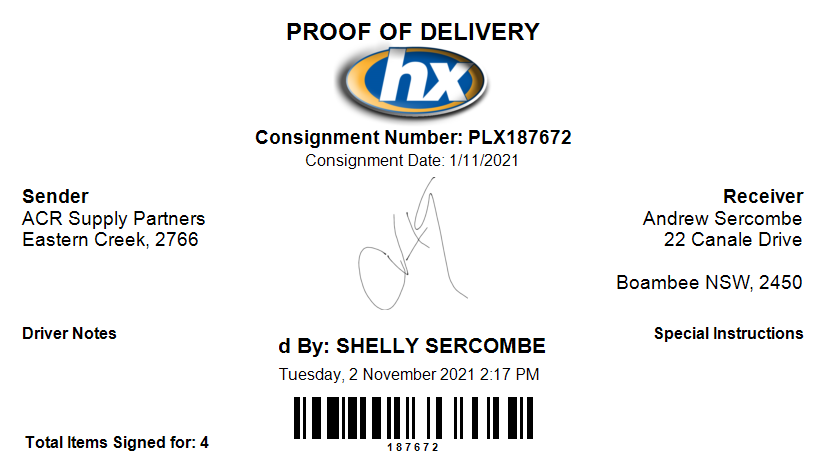 PROOF OF DELIVERY
hx
Consignment Number: PLX187672
Consignment Date: 1/11/2021
Sender
ACR Supply Partners
Eastern Creek, 2766
Receiver
Andrew Sercombe
22 Canale Drive
Boambee NSW, 2450
Driver Notes
Special Instructions
d By: SHELLY SERCOMBE
Tuesday, 2 November 2021 2:17 PM
187672
Total Items Signed for: 4